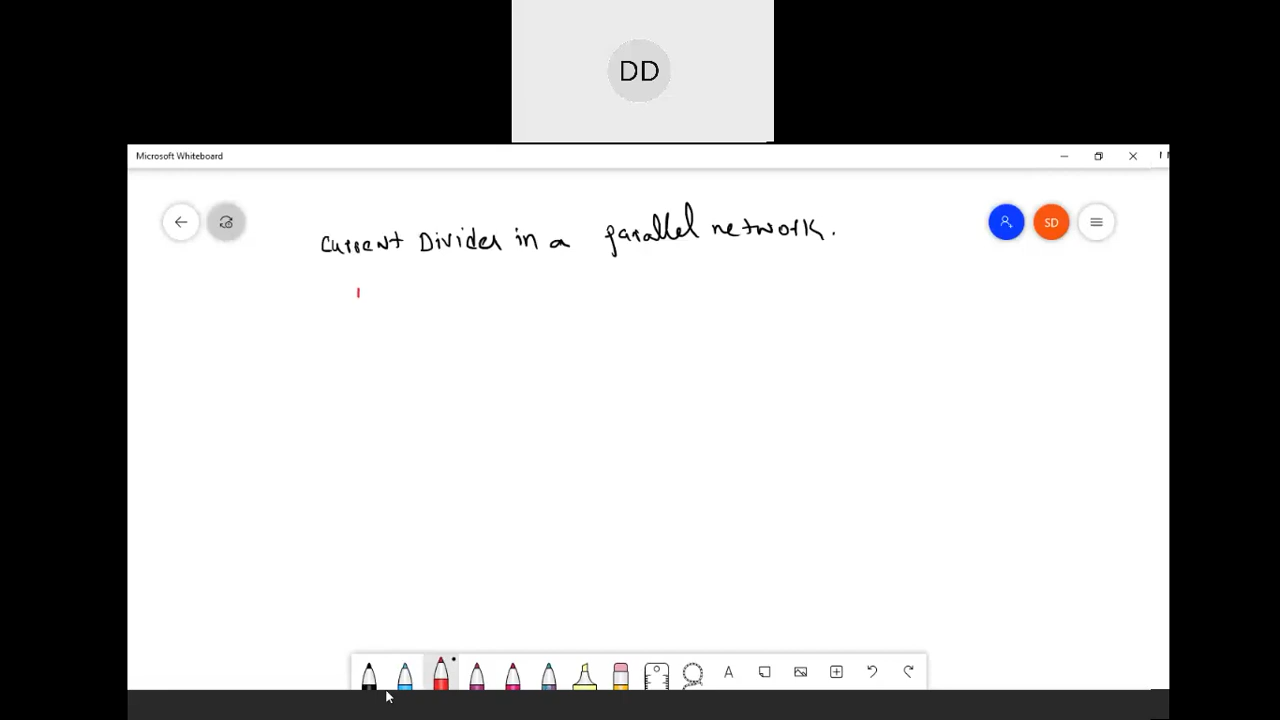 DD
Microsoft Whiteboard
SD
Current Divider in a parallel network.
A